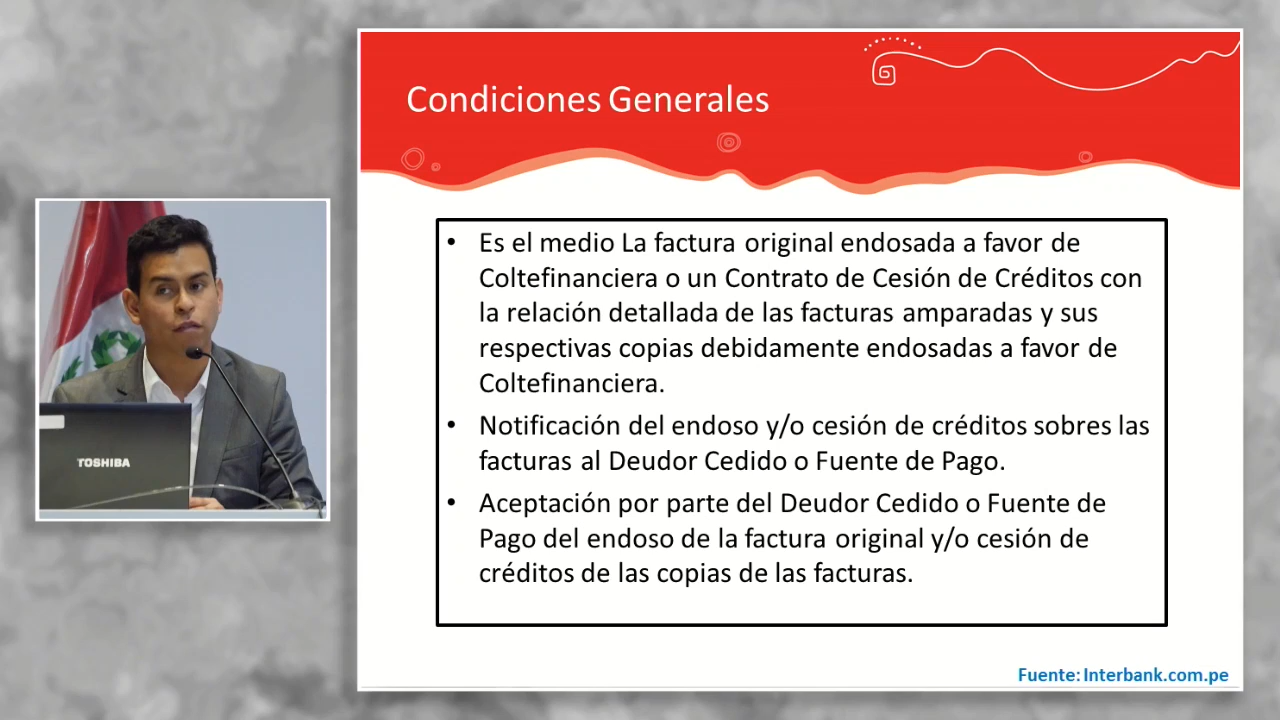 Condiciones Generales
• Es el medio La factura original endosada a favor de
Coltefinanciera o un Contrato de Cesión de Créditos con
la relación detallada de las facturas amparadas y sus
respectivas copias debidamente endosadas a favor de
Coltefinanciera.
• Notificación del endoso y/o cesión de créditos sobres las
facturas al Deudor Cedido o Fuente de Pago.
• Aceptación por parte del Deudor Cedido o Fuente de
Pago del endoso de la factura original y/o cesión de
créditos de las copias de las facturas.
TOSHIBA
Fuente: Interbank.com.pe